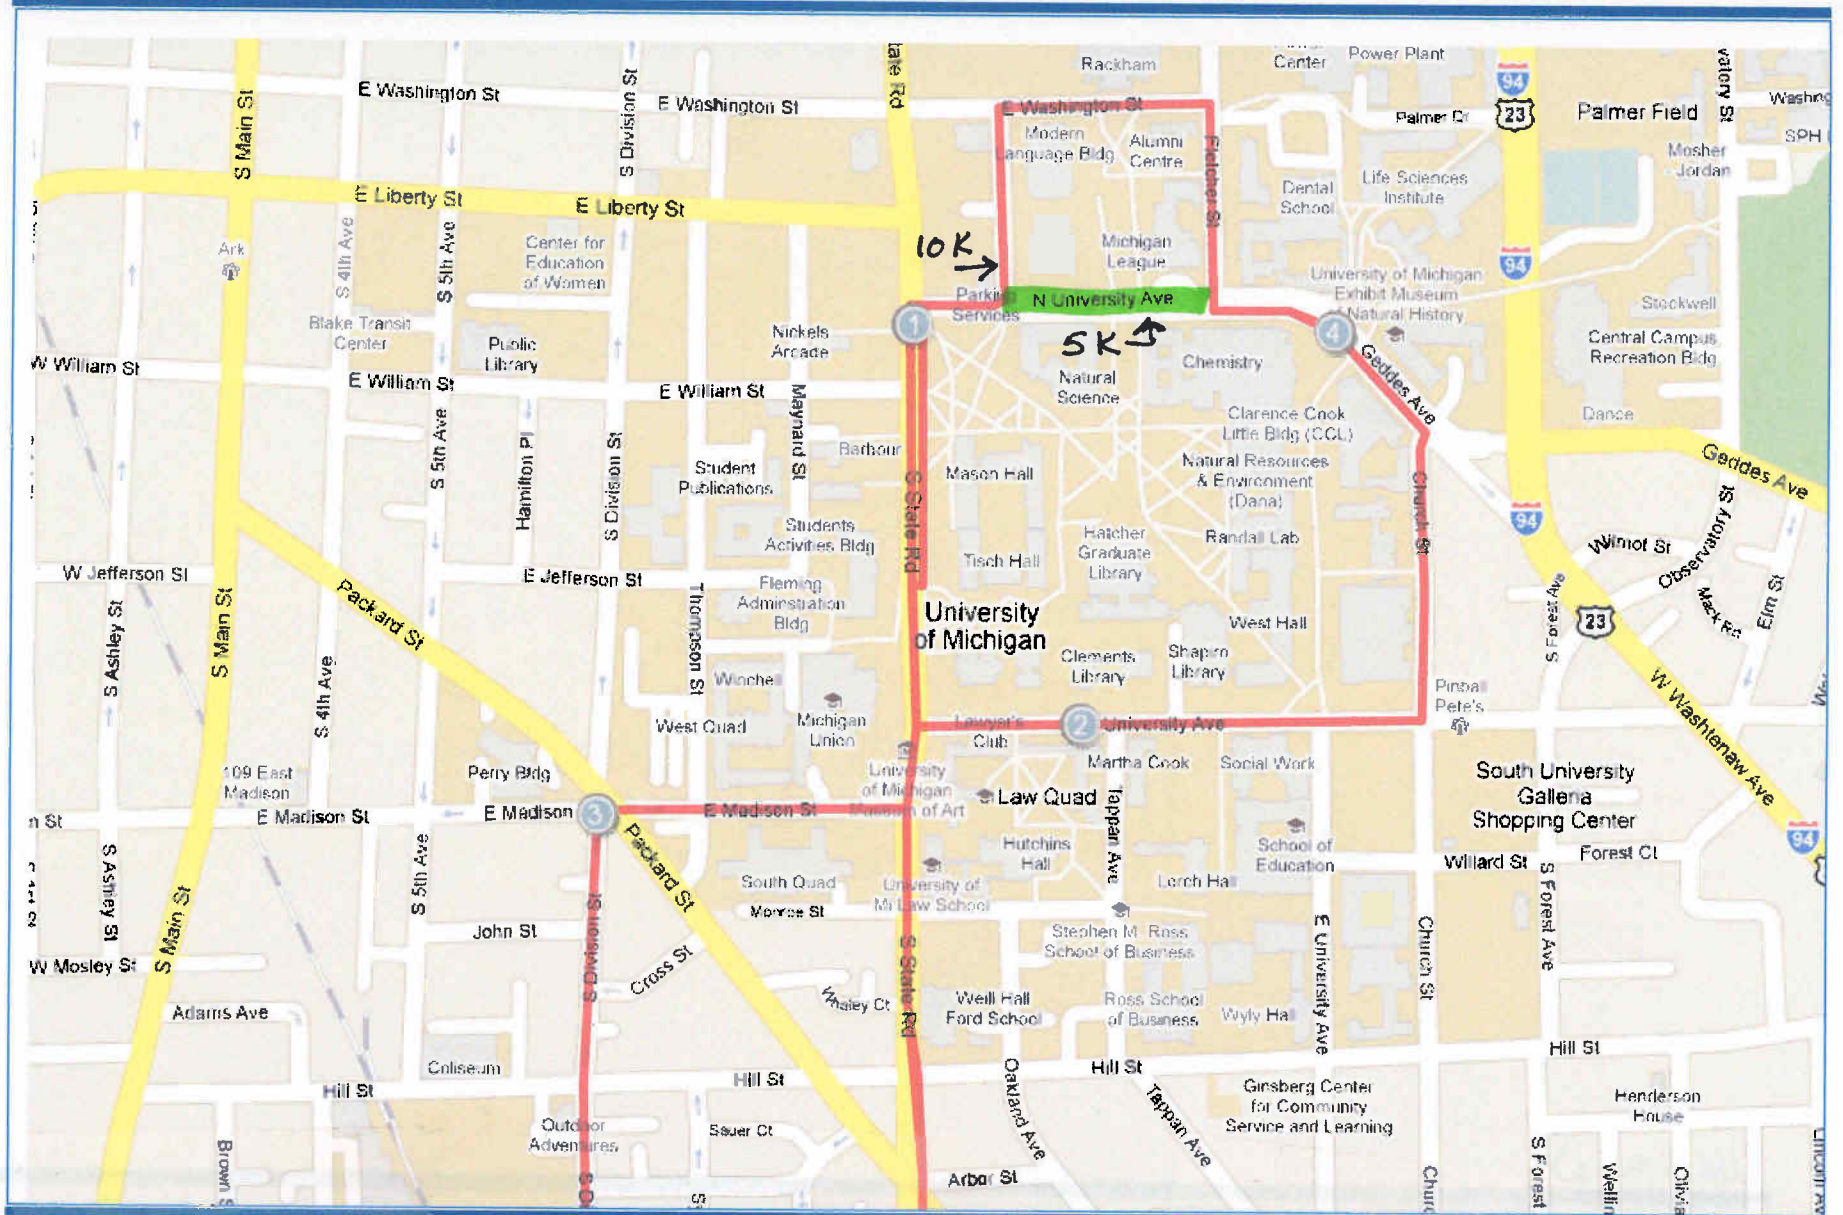 E Washington St
E Washington St
E Washington St
Rackham
Center
Power Plant
Palmer Dr
94
23
Palmer Field
Washing
SPH
Mosher
Jordan
S Main St
S Division St
tate Rd
vatory St
Modern
Language Bldg
Alumni
Centre
Fletcher St
Dental
School
Life Sciences
Institute
E Liberty St
E Liberty St
Ark
S 4th Ave
S 5th Ave
Center for
Education
of Women
10K
Michigan
League
94
University of Michigan
Exhibit Museum
of Natural History
Stockwell
Parking
Services
N University Ave
5K
1
4
Blake Transit
Center
Public
Library
Nickels
Arcade
Chemistry
Geddes Ave
Central Campus
Recreation Bldg
W William St
E William St
E William St
Maynard St
Natural
Science
Clarence Cook
Little Bldg (CCL)
Dance
Geddes Ave
S 5th Ave
Hamilton Pl
S Division St
Barbour
Student
Publications
Mason Hall
S State Rd
Natural Resources
& Environment
(Dana)
Church St
94
Students
Activities Bldg
Tisch Hall
Hatcher
Graduate
Library
Randall Lab
Wilmot St
Observatory St
W Jefferson St
E Jefferson St
Packard St
Thompson St
Fleming
Adminstration
Bldg
University
of Michigan
West Hall
S Forest Ave
23
Mack Rd
Elm St
S Ashley St
S Main St
S 4th Ave
Winchell
Clements
Library
Shapiro
Library
Pinball
Pete's
W Washtenaw Ave
West Quad
Michigan
Union
Lawyer's
Club
2
University Ave
109 East
Madison
Perry Bldg
University
of Michigan
Museum of Art
Martha Cook
Social Work
South University
Galleria
Shopping Center
Law Quad
Tappan Ave
n St
E Madison St
E Madison
3
E Madison St
94
Packard St
Hutchins
Hall
School of
Education
Willard St
Forest Ct
S Ashley St
S 5th Ave
South Quad
University of
Mi Law School
Lorch Hall
Monroe St
S Main St
John St
S Division St
Cross St
S State Rd
Stephen M. Ross
School of Business
E University Ave
Church St
S Forest Ave
W Mosley St
Adams Ave
Whaley Ct
Weill Hall
Ford School
Ross School
of Business
Wyly Hall
Coliseum
Hill St
Hill St
Hill St
Hill St
Oakland Ave
Tappan Ave
Ginsberg Center
for Community
Service and Learning
Henderson
House
Outdoor
Adventures
Sauer Ct
Arbor St
Brown S
S Forest